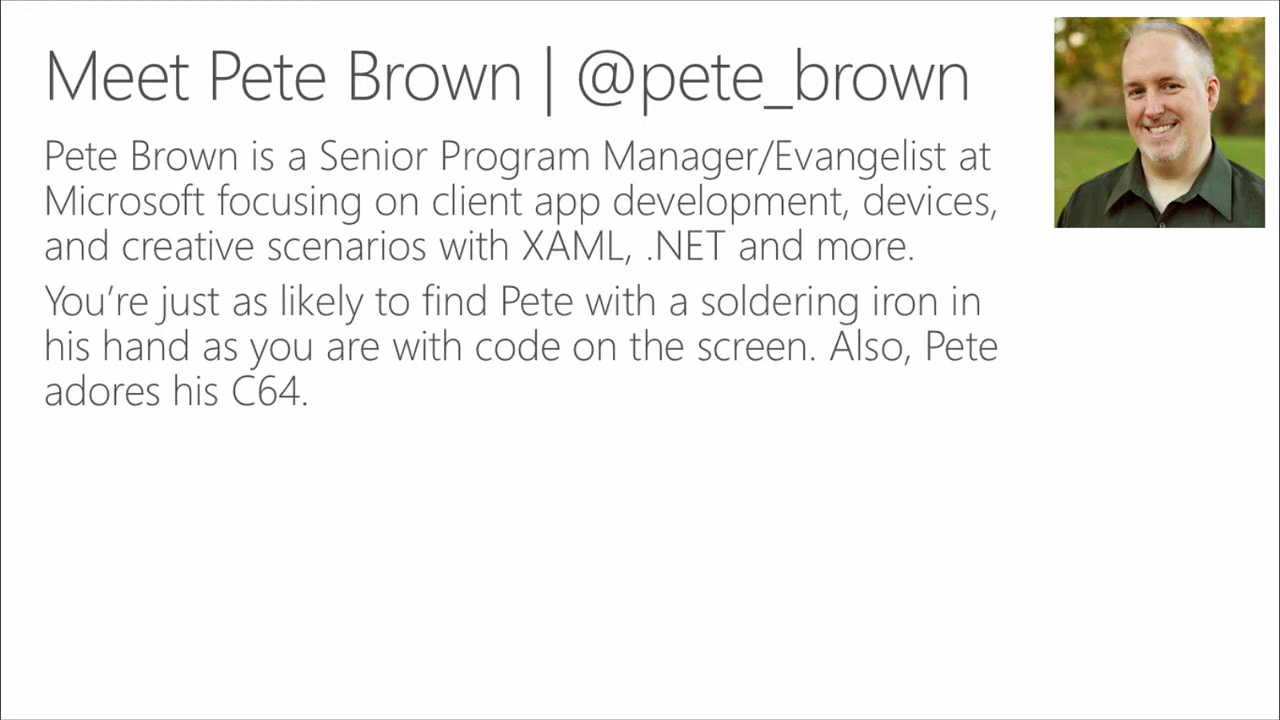 Meet Pete Brown | @pete_brown
Pete Brown is a Senior Program Manager/Evangelist at
Microsoft focusing on client app development, devices,
and creative scenarios with XAML, .NET and more.
You’re just as likely to find Pete with a soldering iron in
his hand as you are with code on the screen. Also, Pete
adores his C64.